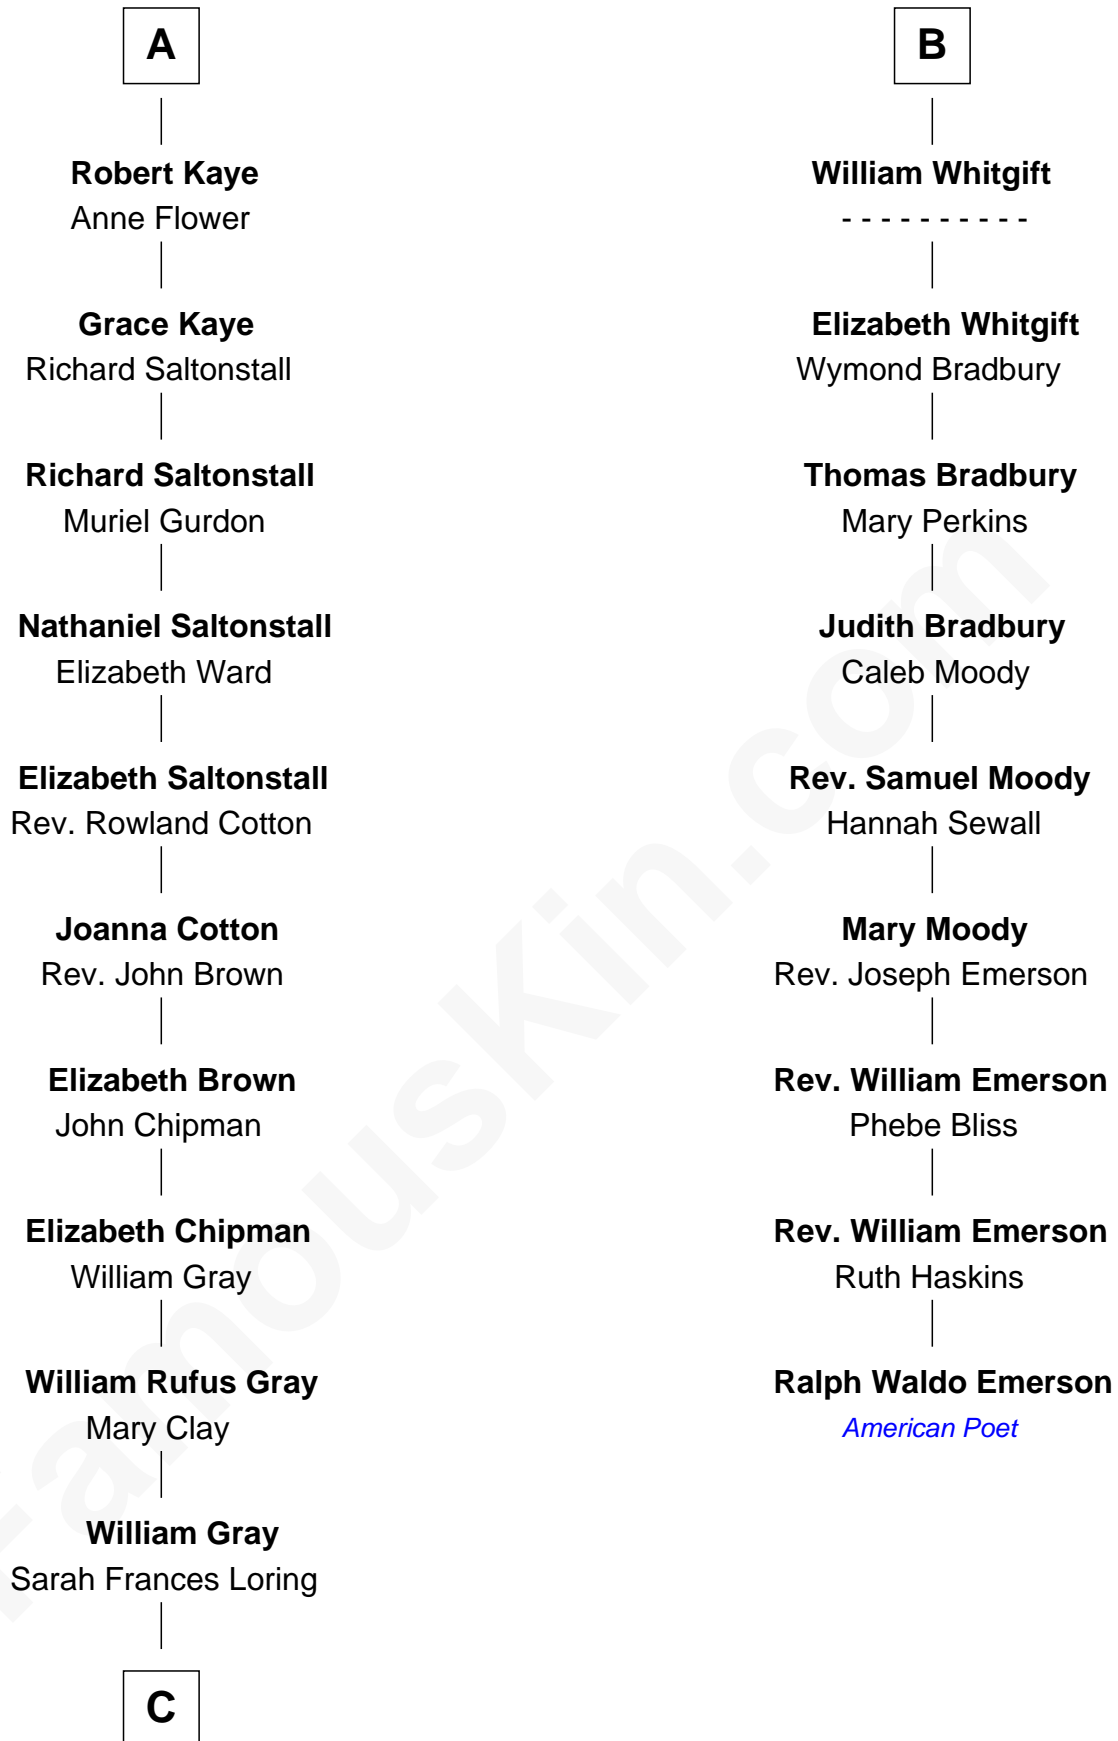 A
Robert Kaye
Anne Flower
Grace Kaye
Richard Saltonstall
Richard Saltonstall
Muriel Gurdon
Nathaniel Saltonstall
Elizabeth Ward
Elizabeth Saltonstall
Rev. Rowland Cotton
Joanna Cotton
Rev. John Brown
Elizabeth Brown
John Chipman
Elizabeth Chipman
William Gray
William Rufus Gray
Mary Clay
William Gray
Sarah Frances Loring
C
B
William Whitgift
- - - - - - - - - -
Elizabeth Whitgift
Wymond Bradbury
Thomas Bradbury
Mary Perkins
Judith Bradbury
Caleb Moody
Rev. Samuel Moody
Hannah Sewall
Mary Moody
Rev. Joseph Emerson
Rev. William Emerson
Phebe Bliss
Rev. William Emerson
Ruth Haskins
Ralph Waldo Emerson
American Poet
FamousKin.com